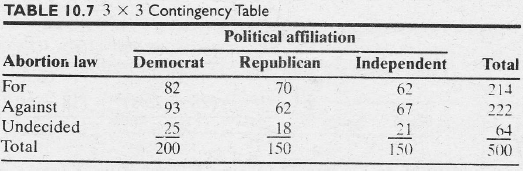 TABLE 10.7 3 × 3 Contingency Table
Political affiliation
Abortion law Democrat Republican Independent Total
For 82 70 62 214
Against 93 62 67 222
Undecided 25 18 21 64
Total 200 150 150 500